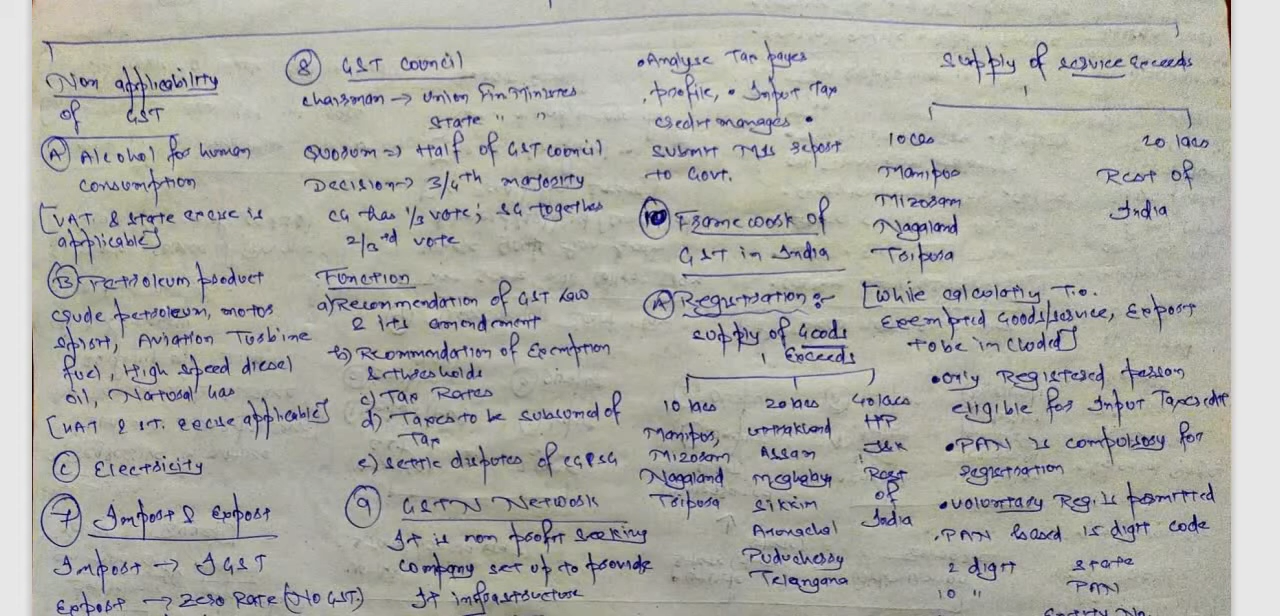 Non applicability
of GST
(A) Alcohol for human
consumption
[VAT & state excise is
applicable]
(B) Petroleum product
crude petroleum, motor
spirit, Aviation Turbine
fuel, High speed diesel
oil, Natural Gas
[VAT & ST. excise applicable]
(C) Electricity
(7) Import & Export
Import → IGST
Export → Zero Rate (No GST)
(8) GST Council
Chairman → Union Fin Ministers
State " "
Quorum => Half of GST Council
Decision → 3/4th majority
CG has 1/3 vote; SG together
2/3rd vote
Function
a) Recommendation of GST Law
& its amendment
b) Recommendation of Exemption
& thresholds
c) Tax Rates
d) Taxes to be subsumed of
Tax
e) Settle disputes of CG & SG
(9) GSTN Network
It is non profit seeking
company set up to provide
It infrastructure
• Analyse Tax payer
profile, • Input Tax
credit manager •
Submit MIS report
to Govt.
(10) Framework of
GST in India
(A) Registration :-
Supply of Goods
Exceeds
10 lacs 20 lacs 40 lacs
Manipur, Uttrakhand HP
Mizoram Assam J&K
Nagaland Meghalya Rest
Tripura Sikkim of
Arunachal India
Puducherry
Telangana
Supply of service exceeds
10 lacs 20 lacs
Manipur Rest of
Mizoram India
Nagaland
Tripura
[While calculating T.O.
Exempted Goods/service, Export
to be included]
• Only Registered person
eligible for Input Tax credit
• PAN is compulsory for
registration
• Voluntary Reg. is permitted
• PAN based 15 digit code
2 digit state
10 " PAN
Entity No